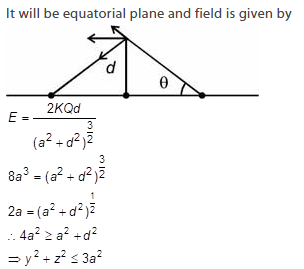 It will be equatorial plane and field is given by
d θ
E = 2KQd / (a² + d²)^(3/2)
8a³ = (a² + d²)^(3/2)
2a = (a² + d²)^(1/2)
∴ 4a² ≥ a² + d²
⇒ y² + z² ≤ 3a²